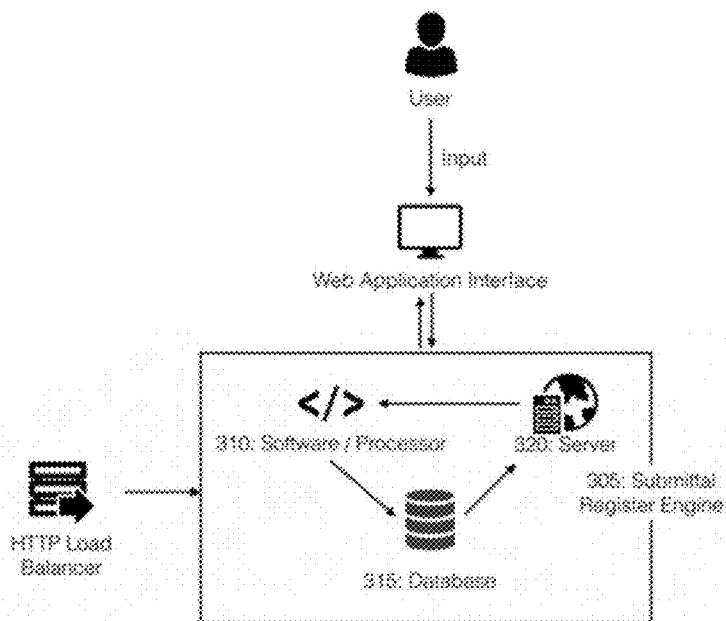 User
Input
Web Application Interface
</>
310: Software / Processor
320: Server
305: Submittal
Register Engine
HTTP Load
Balancer
315: Database